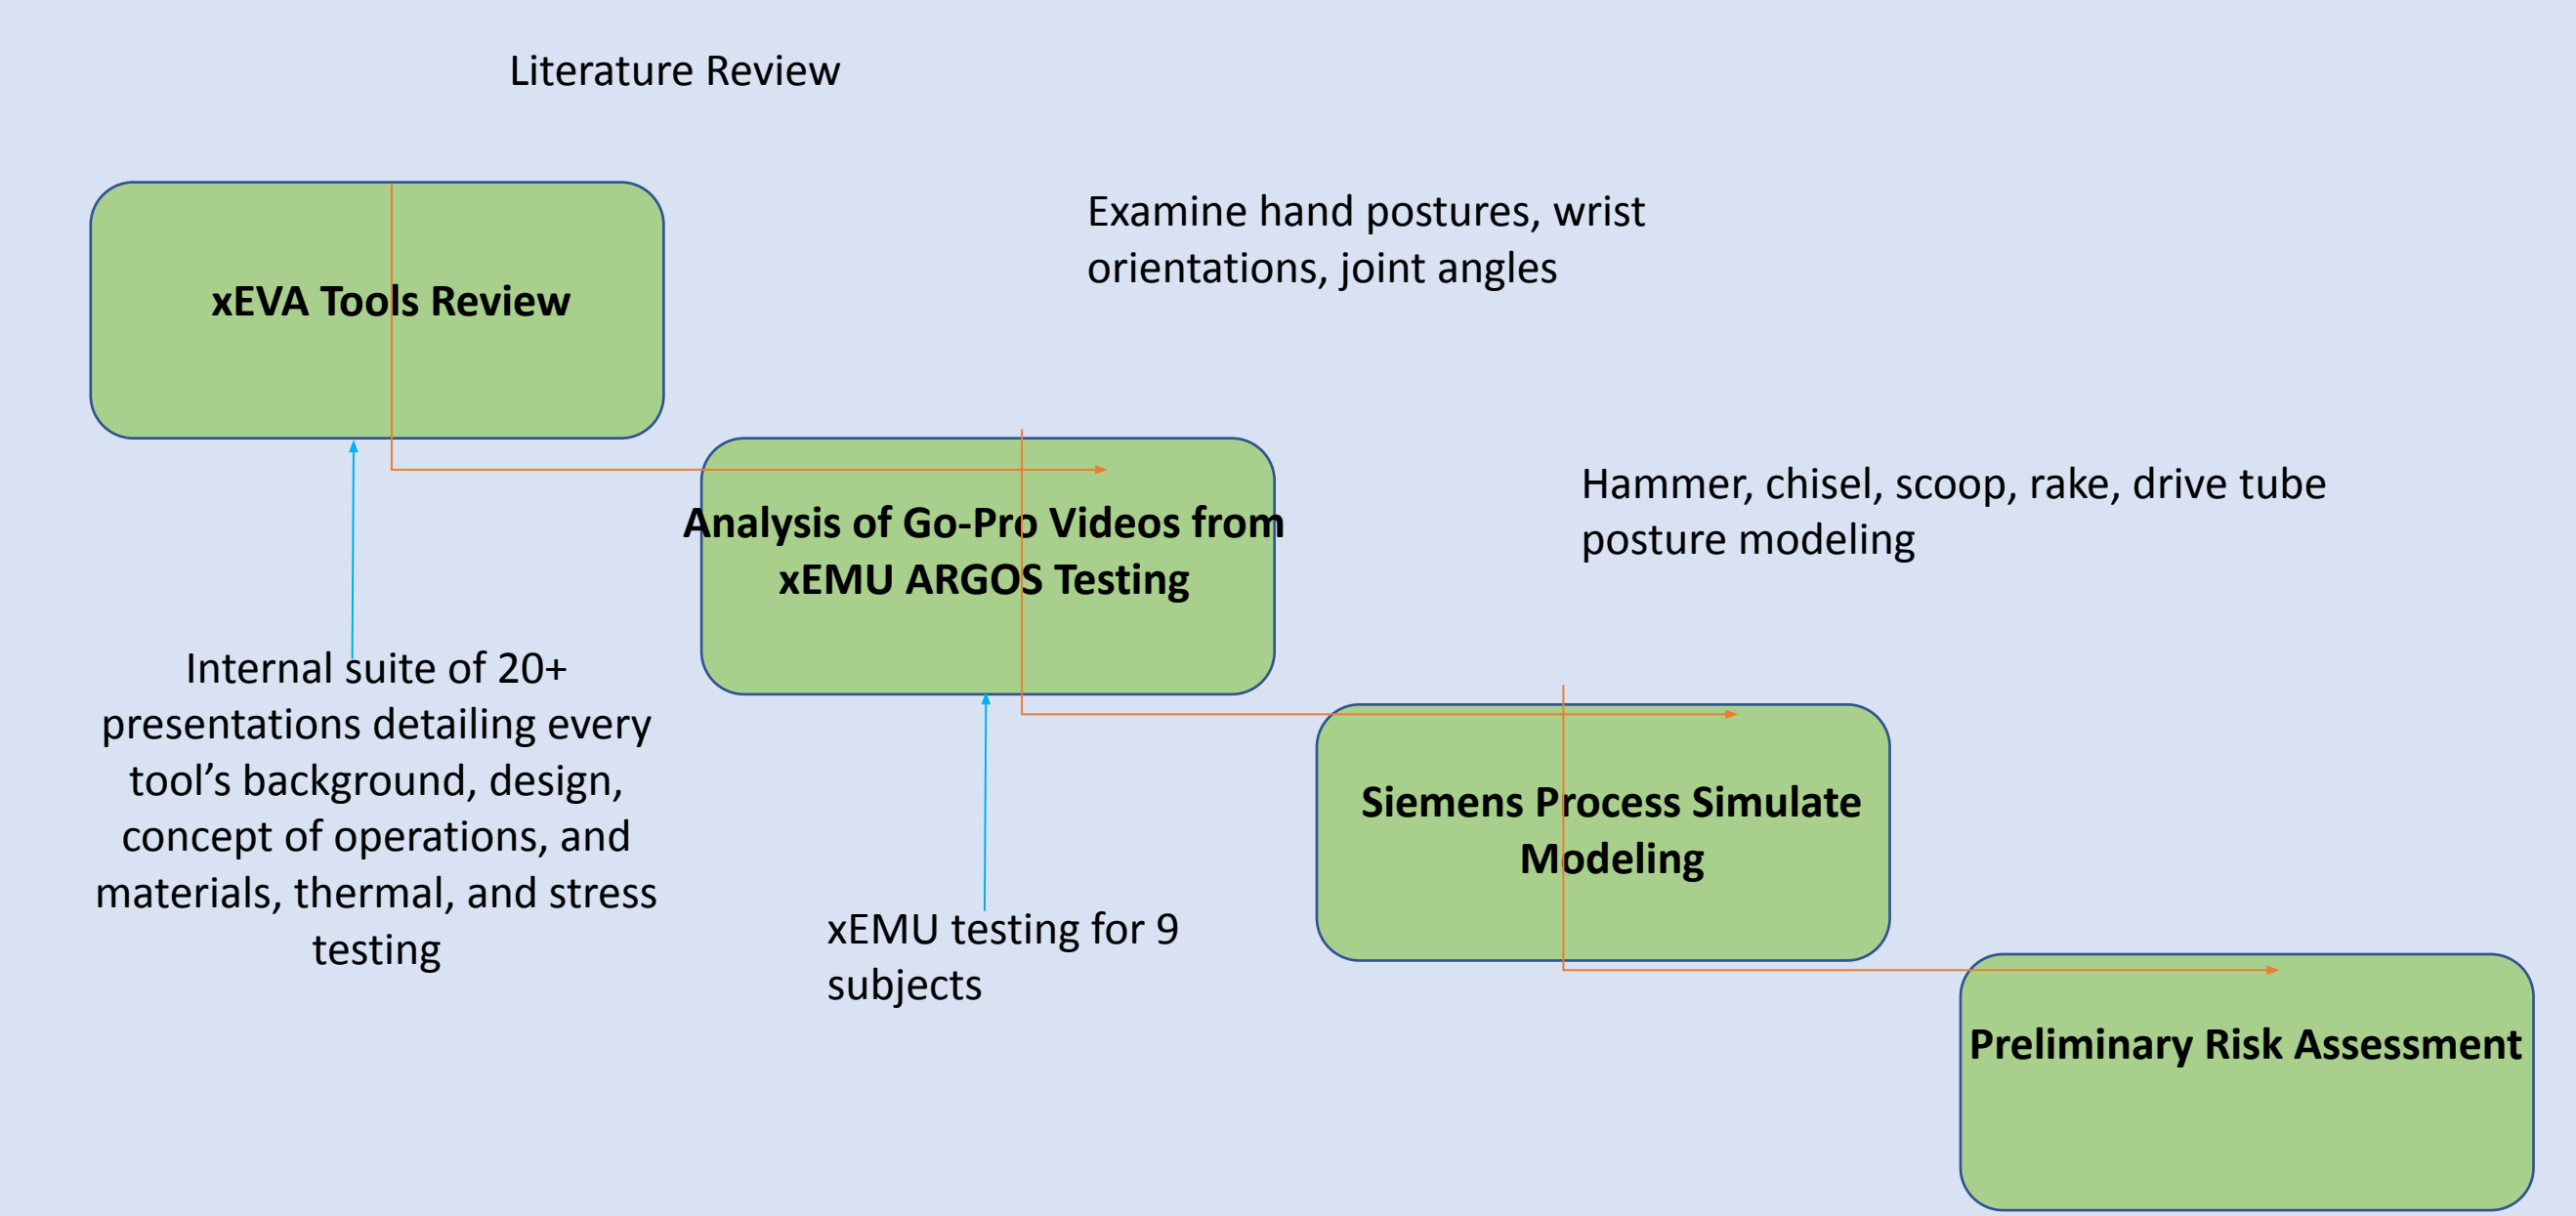 Literature Review
xEVA Tools Review
Examine hand postures, wrist
orientations, joint angles
Analysis of Go-Pro Videos from
xEMU ARGOS Testing
Hammer, chisel, scoop, rake, drive tube
posture modeling
Internal suite of 20+
presentations detailing every
tool’s background, design,
concept of operations, and
materials, thermal, and stress
testing
xEMU testing for 9
subjects
Siemens Process Simulate
Modeling
Preliminary Risk Assessment